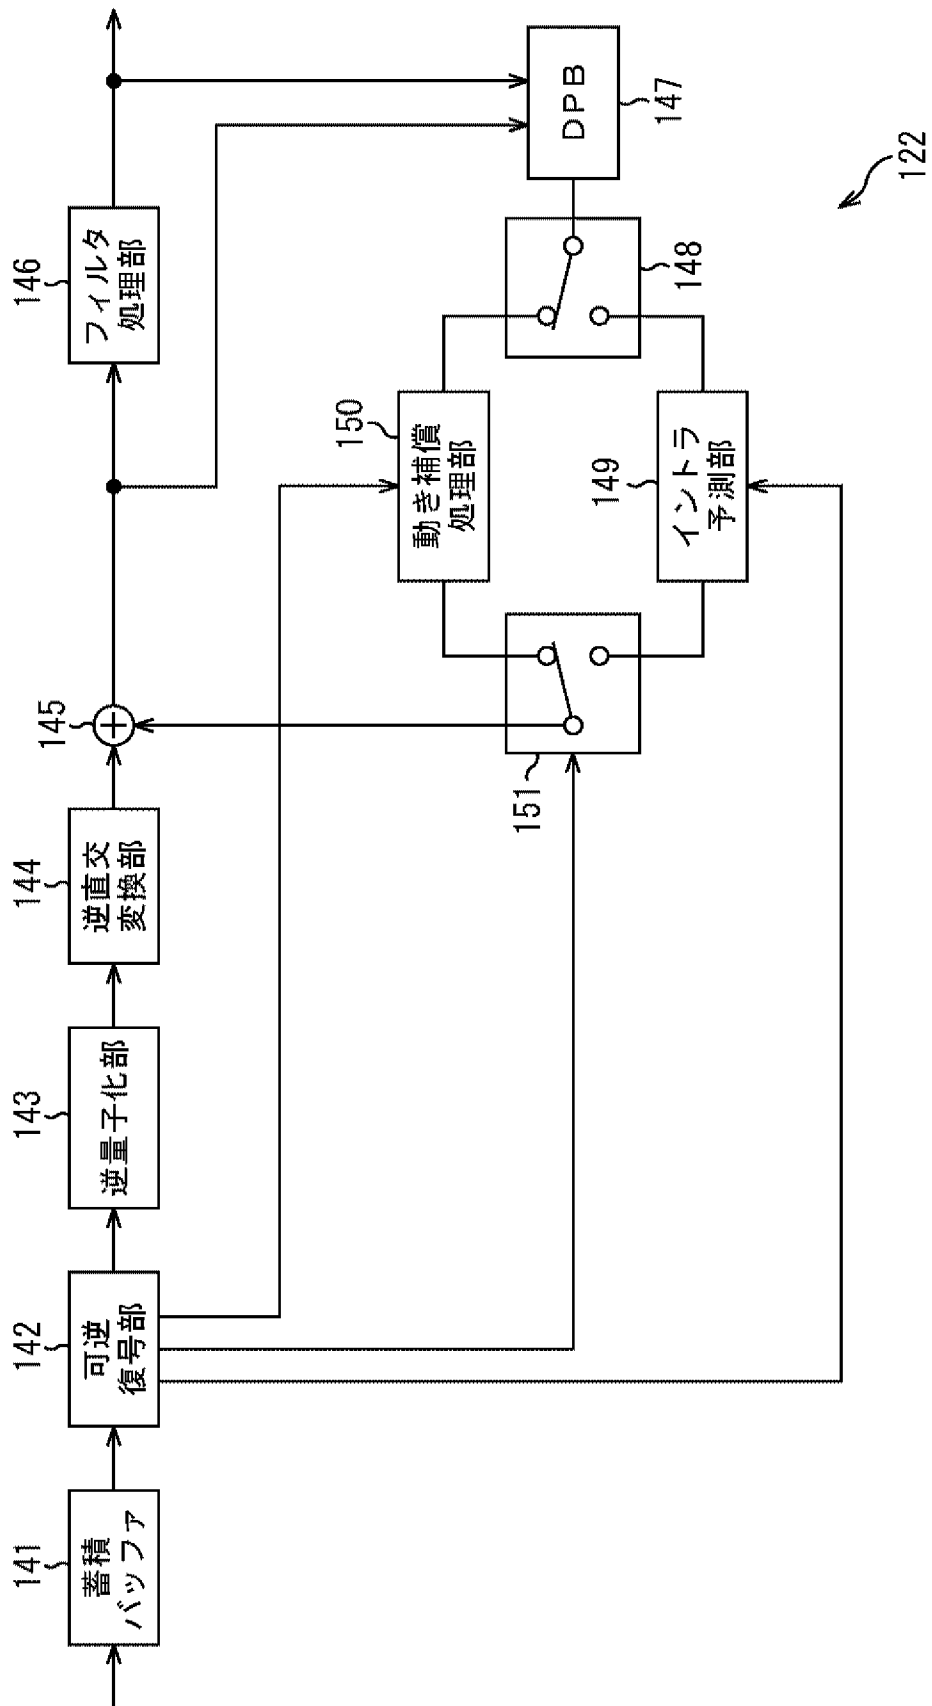 141
蓄積
バッファ
142
可逆
復号部
143
逆量子化部
144
逆直交
変換部
145
146
フィルタ
処理部
150
動き補償
処理部
151
149
イントラ
予測部
148
DPB
147
122